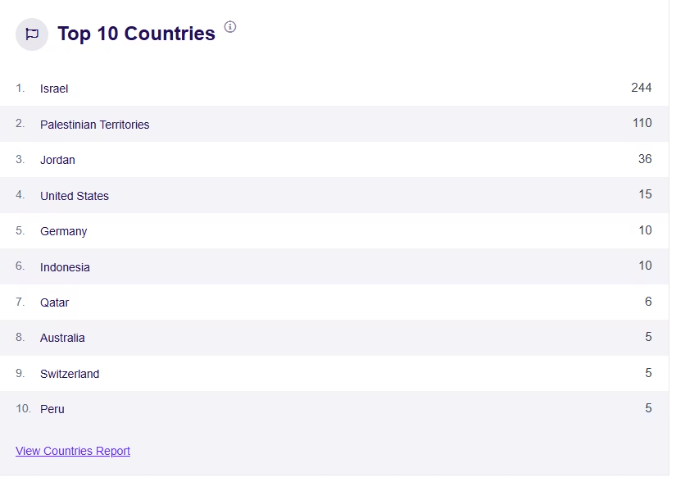 Top 10 Countries
1. Israel 244
2. Palestinian Territories 110
3. Jordan 36
4. United States 15
5. Germany 10
6. Indonesia 10
7. Qatar 6
8. Australia 5
9. Switzerland 5
10. Peru 5
View Countries Report